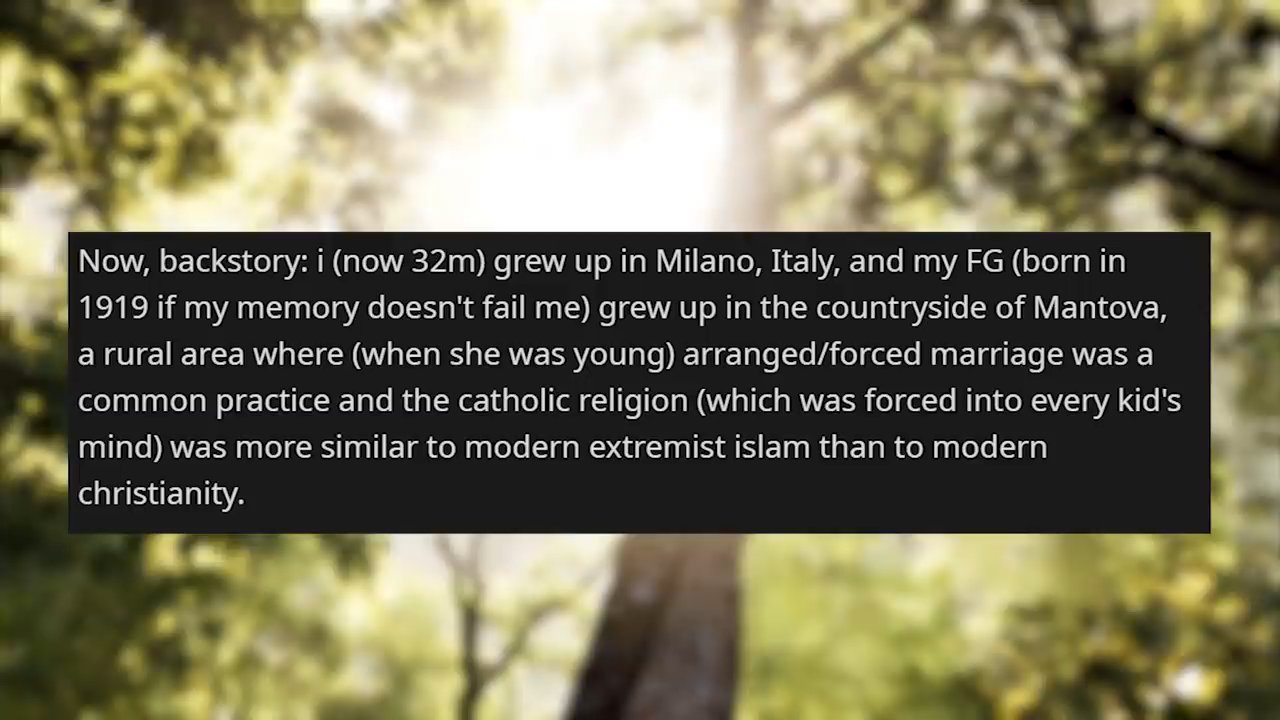 Now, backstory: i (now 32m) grew up in Milano, Italy, and my FG (born in
1919 if my memory doesn't fail me) grew up in the countryside of Mantova,
a rural area where (when she was young) arranged/forced marriage was a
common practice and the catholic religion (which was forced into every kid's
mind) was more similar to modern extremist islam than to modern
christianity.